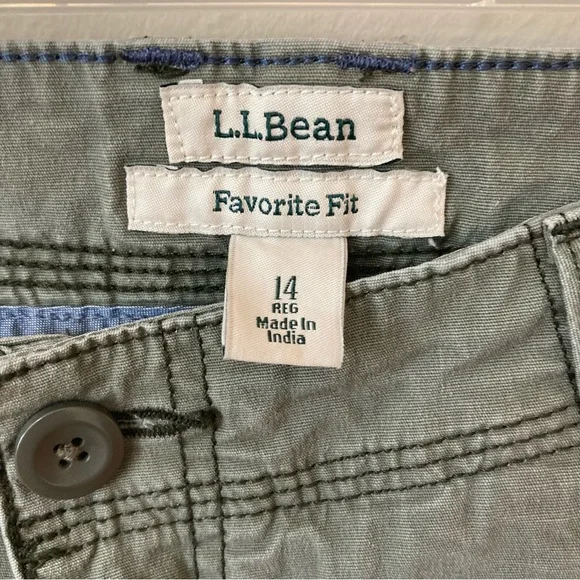 L.L.Bean
Favorite Fit
14
REG
Made In
India